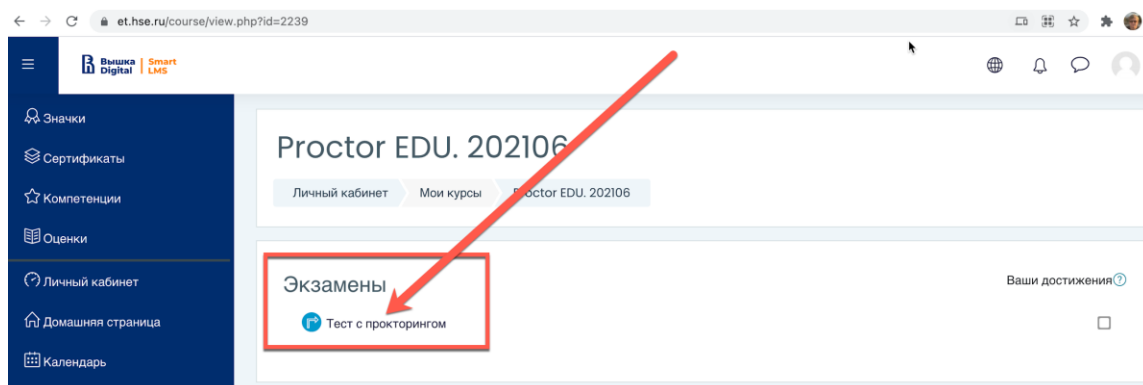 et.hse.ru/course/view.php?id=2239
Вышка Digital | Smart LMS
Значки
Сертификаты
Компетенции
Оценки
Личный кабинет
Домашняя страница
Календарь
Proctor EDU. 202106
Личный кабинет Мои курсы Proctor EDU. 202106
Экзамены
Ваши достижения?
Тест с прокторингом